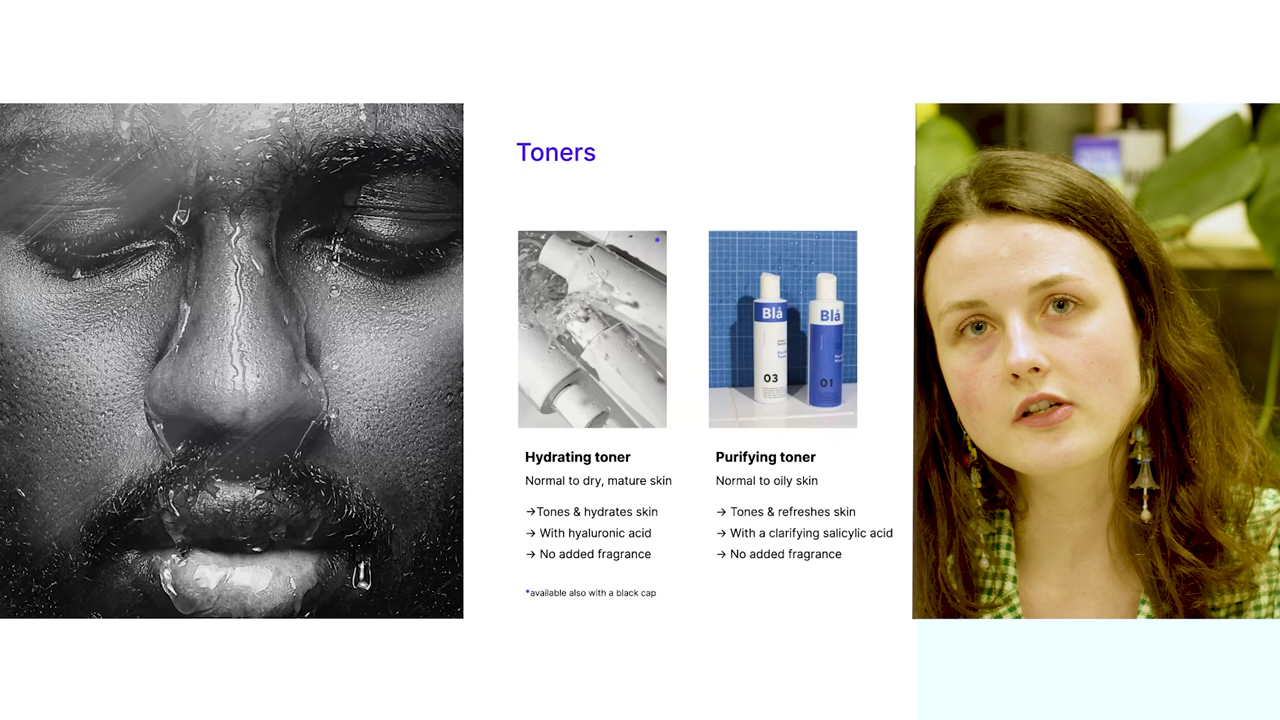 Toners
*
Blå
03
Blå
01
Hydrating toner
Normal to dry, mature skin
→Tones & hydrates skin
→ With hyaluronic acid
→ No added fragrance
*available also with a black cap
Purifying toner
Normal to oily skin
→ Tones & refreshes skin
→ With a clarifying salicylic acid
→ No added fragrance